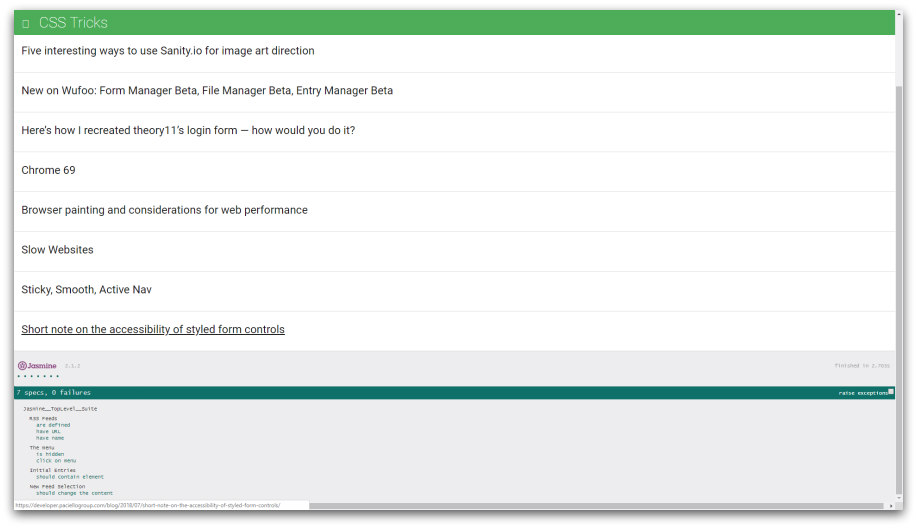 CSS Tricks
Five interesting ways to use Sanity.io for image art direction
New on Wufoo: Form Manager Beta, File Manager Beta, Entry Manager Beta
Here's how I recreated theory11's login form — how would you do it?
Chrome 69
Browser painting and considerations for web performance
Slow Websites
Sticky, Smooth, Active Nav
Short note on the accessibility of styled form controls
Jasmine
finished in 2.703s
7 specs, 0 failures
raise exceptions
Jasmine__TopLevel__Suite
RSS Feeds
are defined
have URL
have name
The menu
is hidden
click on menu
Initial Entries
should contain element
New Feed Selection
should change the content
https://developer.paciellogroup.com/blog/2018/07/short-note-on-the-accessibility-of-styled-form-controls/